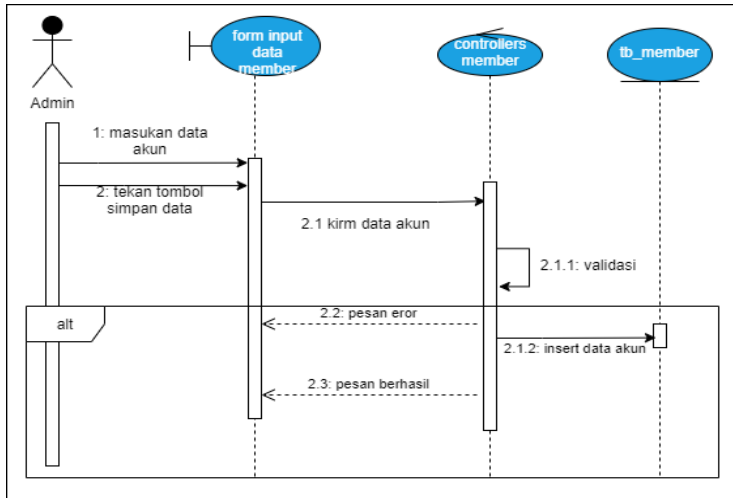 form input
data
member
controllers
member
tb_member
Admin
1: masukan data
akun
2: tekan tombol
simpan data
2.1 kirm data akun
2.1.1: validasi
alt
2.2: pesan eror
2.1.2: insert data akun
2.3: pesan berhasil